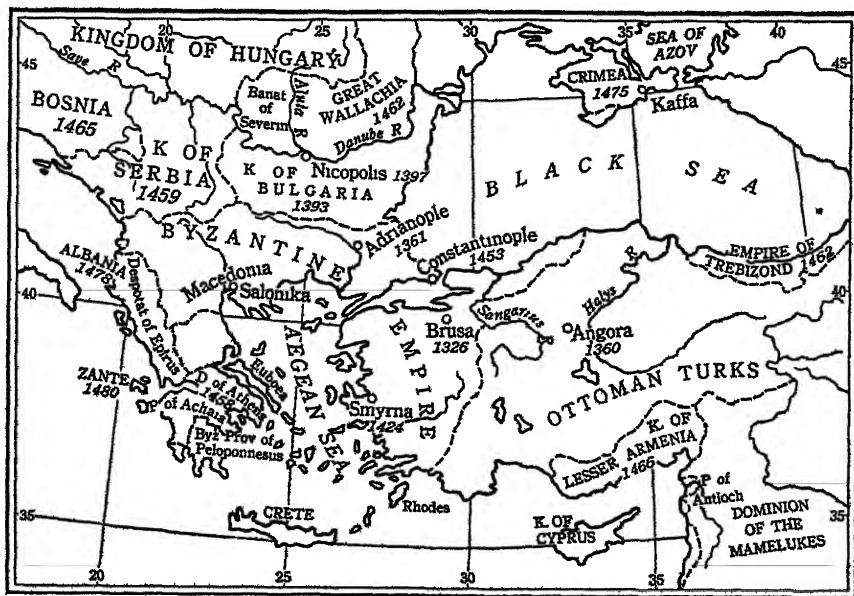 20
25
30
35
40
KINGDOM OF HUNGARY
SEA OF
AZOV
45
45
Save R
CRIMEA
1475
Kaffa
BOSNIA
1465
Banat
of
Severin
Aluta R
GREAT
WALLACHIA
1462
Danube R
K OF
SERBIA
1459
Nicopolis 1397
K OF
BULGARIA
1393
BLACK SEA
BYZANTINE
EMPIRE
Adrianople
1361
Constantinople
1453
EMPIRE OF
TREBIZOND 1462
ALBANIA
Despotat of Ephrus
Macedonia
Salonika
40
40
Brusa
1326
Sangarius
Halys
R
Angora
1360
AEGEAN SEA
Euboea
ZANTE
1480
D of Athens
P of Achaia
Smyrna
1424
OTTOMAN TURKS
Byz Prov of
Peloponnesus
K. OF
LESSER ARMENIA
1466
P of
Antioch
Rhodes
CRETE
K. OF
CYPRUS
DOMINION
OF THE
MAMELUKES
35
35
20
25
30
35
40